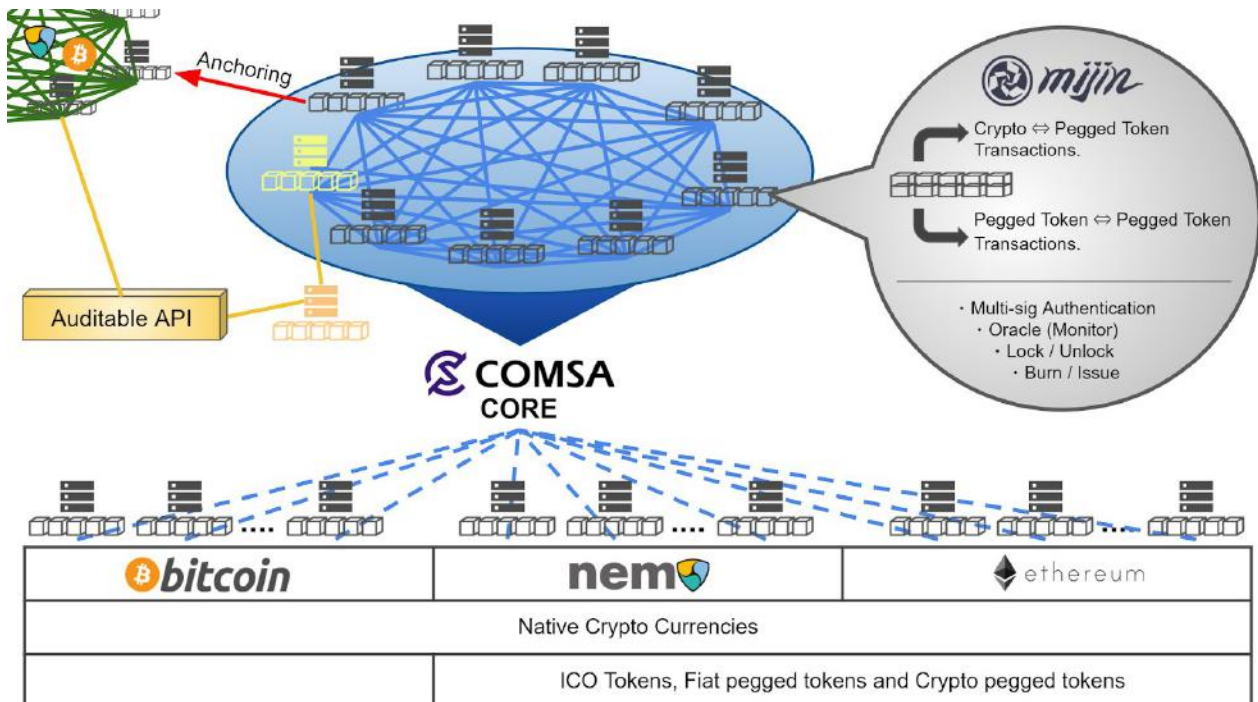 Anchoring
mijin
Crypto ⇔ Pegged Token
Transactions.
Pegged Token ⇔ Pegged Token
Transactions.
· Multi-sig Authentication
· Oracle (Monitor)
· Lock / Unlock
· Burn / Issue
Auditable API
COMSA
CORE
....
....
....
bitcoin
nem
ethereum
Native Crypto Currencies
ICO Tokens, Fiat pegged tokens and Crypto pegged tokens